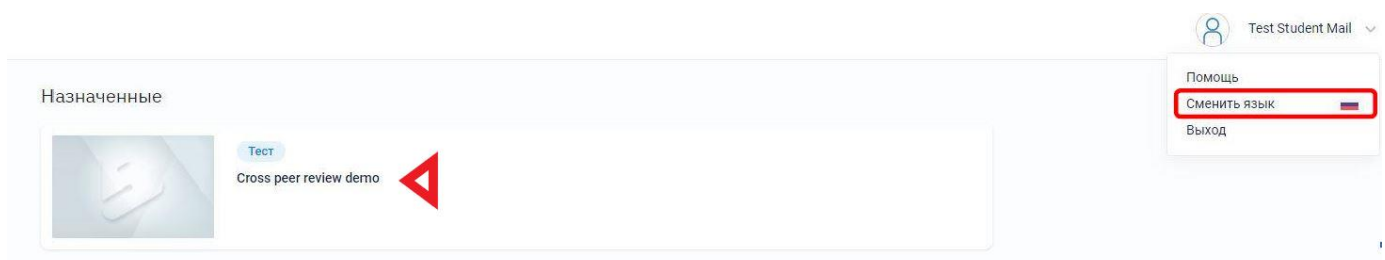 Test Student Mail
Помощь
Назначенные
Сменить язык
Выход
Тест
Cross peer review demo